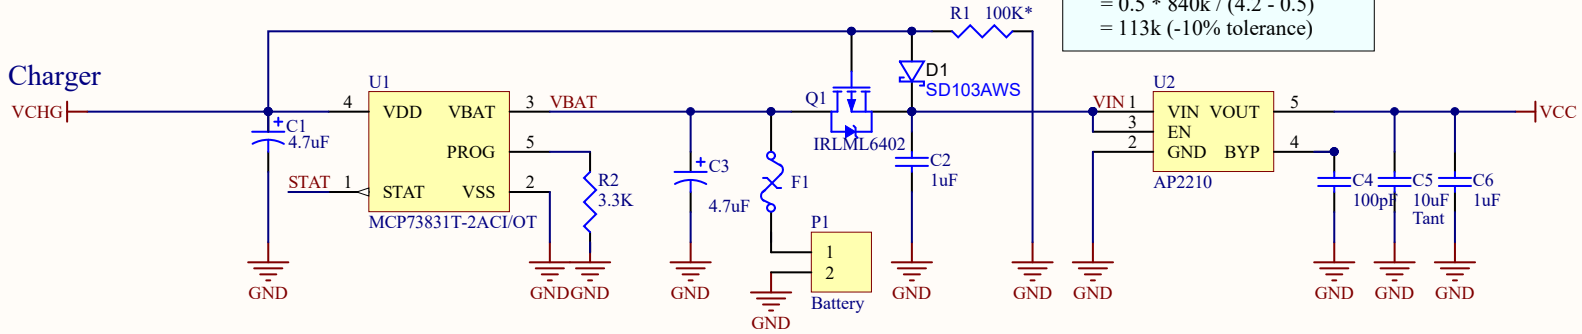 = 0.5 * 840k / (4.2 - 0.5)
= 113k (-10% tolerance)
R1 100K*
Charger
VCHG
C1
4.7uF
U1
4 VDD VBAT 3 VBAT
PROG 5
STAT 1 STAT VSS 2
MCP73831T-2ACI/OT
R2
3.3K
C3
4.7uF
F1
P1
1
2
Battery
Q1
IRLML6402
D1
SD103AWS
C2
1uF
U2
VIN 1 VIN VOUT 5
3 EN
2 GND BYP 4
AP2210
VCC
C4
100pF
C5
10uF
Tant
C6
1uF
GND
GND
GND
GND
GND
GND
GND
GND
GND
GND
GND